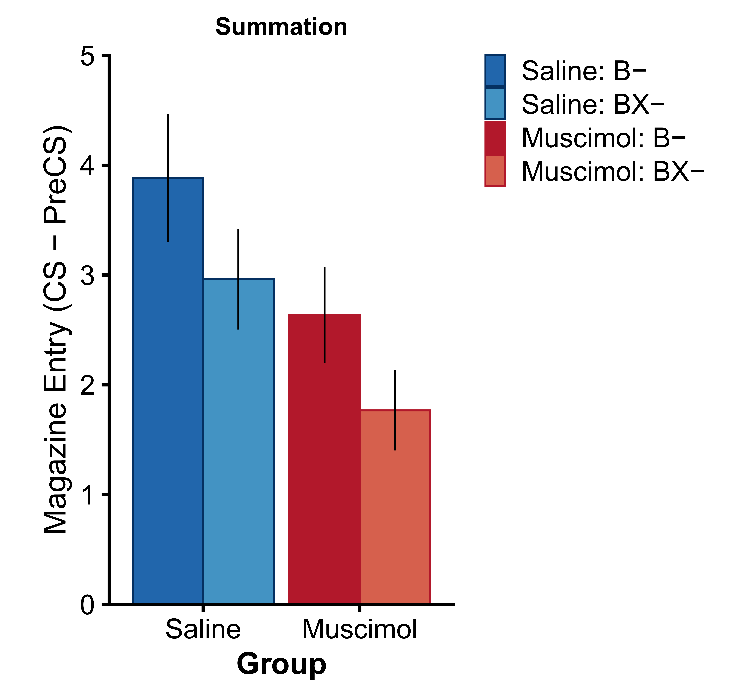 Summation
Magazine Entry (CS − PreCS)
5
4
3
2
1
0
Saline
Muscimol
Group
Saline: B−
Saline: BX−
Muscimol: B−
Muscimol: BX−